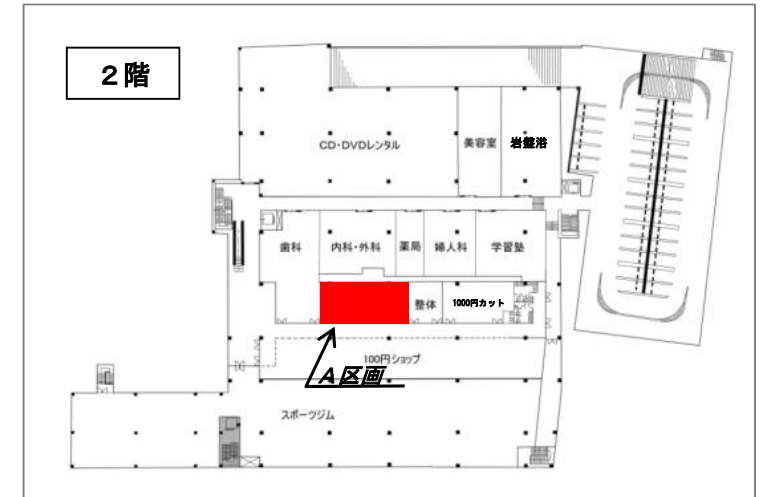 ２階
CD・DVDレンタル
美容室
岩盤浴
歯科
内科・外科
薬局
婦人科
学習塾
整体
1000円カット
100円ショップ
A区画
スポーツジム